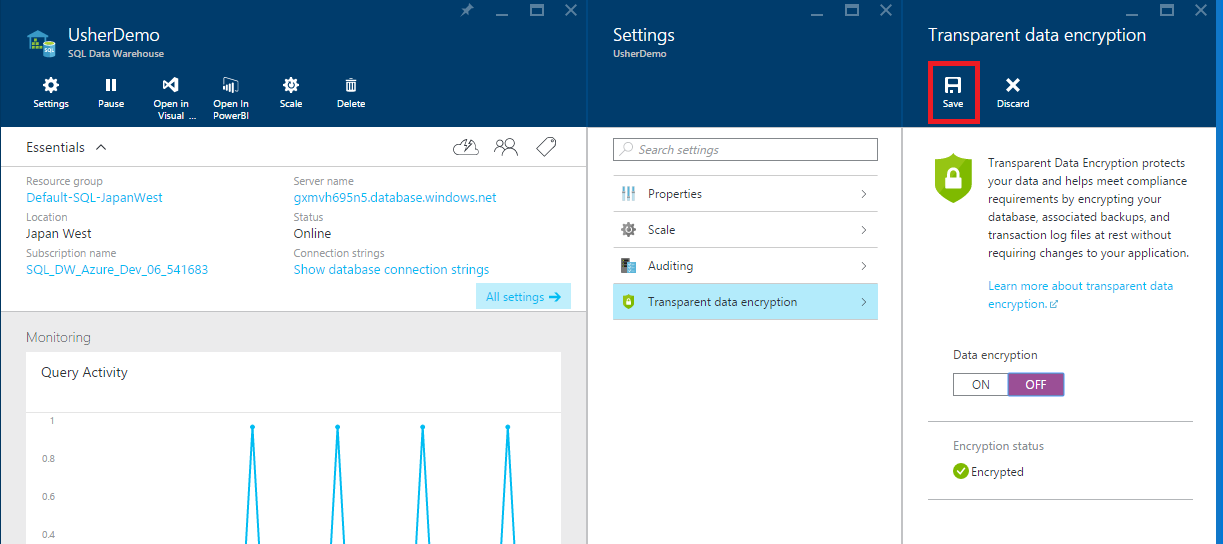 UsherDemo
SQL Data Warehouse
Settings
Pause
Open in
Visual ...
Open In
PowerBI
Scale
Delete
Essentials
Resource group
Default-SQL-JapanWest
Location
Japan West
Subscription name
SQL_DW_Azure_Dev_06_541683
Server name
gxmvh695n5.database.windows.net
Status
Online
Connection strings
Show database connection strings
All settings
Monitoring
Query Activity
1
0.8
0.6
0.4
Settings
UsherDemo
Search settings
Properties
Scale
Auditing
Transparent data encryption
Transparent data encryption
Save
Discard
Transparent Data Encryption protects
your data and helps meet compliance
requirements by encrypting your
database, associated backups, and
transaction log files at rest without
requiring changes to your application.
Learn more about transparent data
encryption.
Data encryption
ON
OFF
Encryption status
Encrypted